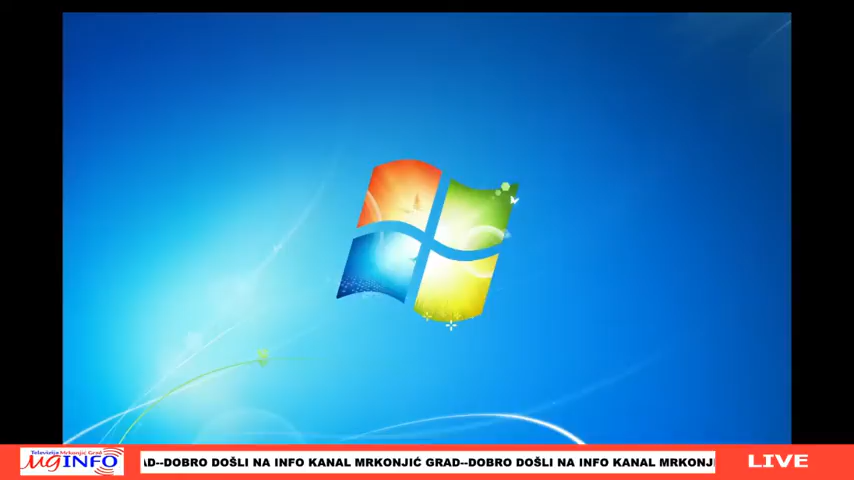 Televizija Mrkonjić Grad
MGINFO
AD--DOBRO DOŠLI NA INFO KANAL MRKONJIĆ GRAD--DOBRO DOŠLI NA INFO KANAL MRKONJ
LIVE